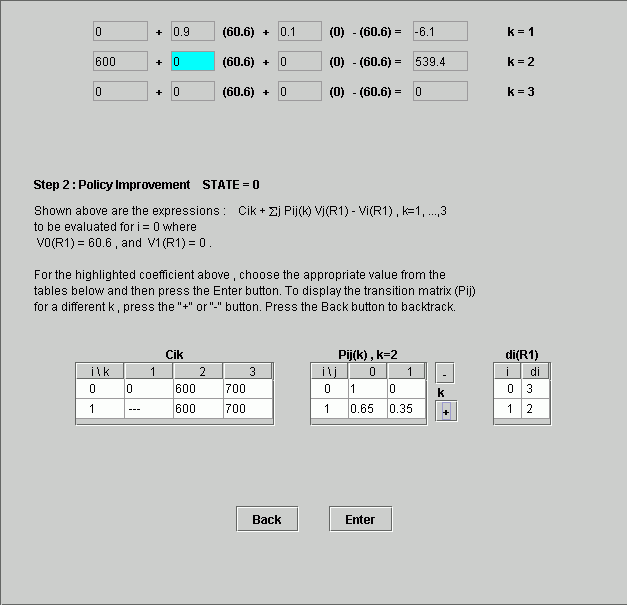 0 + 0.9 (60.6) + 0.1 (0) - (60.6) = -6.1 k = 1
600 + 0 (60.6) + 0 (0) - (60.6) = 539.4 k = 2
0 + 0 (60.6) + 0 (0) - (60.6) = 0 k = 3
Step 2 : Policy Improvement STATE = 0
Shown above are the expressions : Cik + Σj Pij(k) Vj(R1) - Vi(R1) , k=1, ...,3
to be evaluated for i = 0 where
V0(R1) = 60.6 , and V1(R1) = 0 .
For the highlighted coefficient above , choose the appropriate value from the
tables below and then press the Enter button. To display the transition matrix (Pij)
for a different k , press the "+" or "-" button. Press the Back button to backtrack.
Cik Pij(k) , k=2 di(R1)
i \ k 1 2 3 i \ j 0 1 - i di
0 0 600 700 0 1 0 k 0 3
1 --- 600 700 1 0.65 0.35 + 1 2
Back Enter